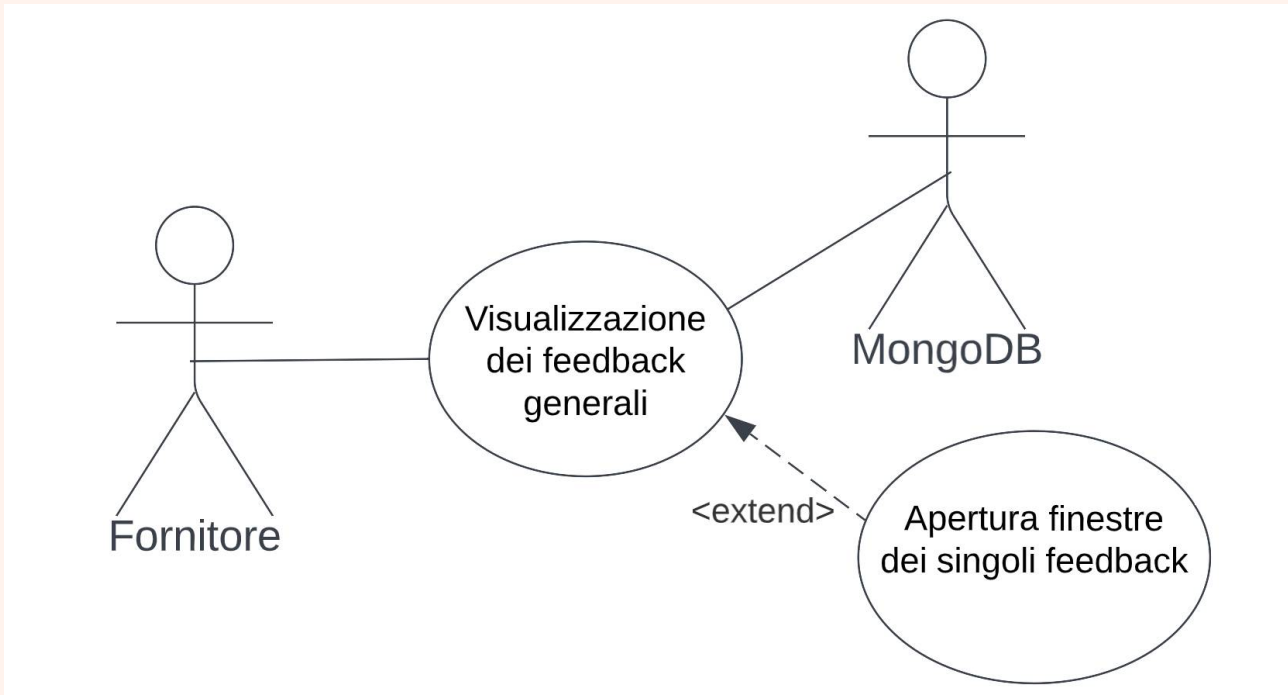 Visualizzazione
dei feedback
generali
MongoDB
Fornitore
<extend>
Apertura finestre
dei singoli feedback